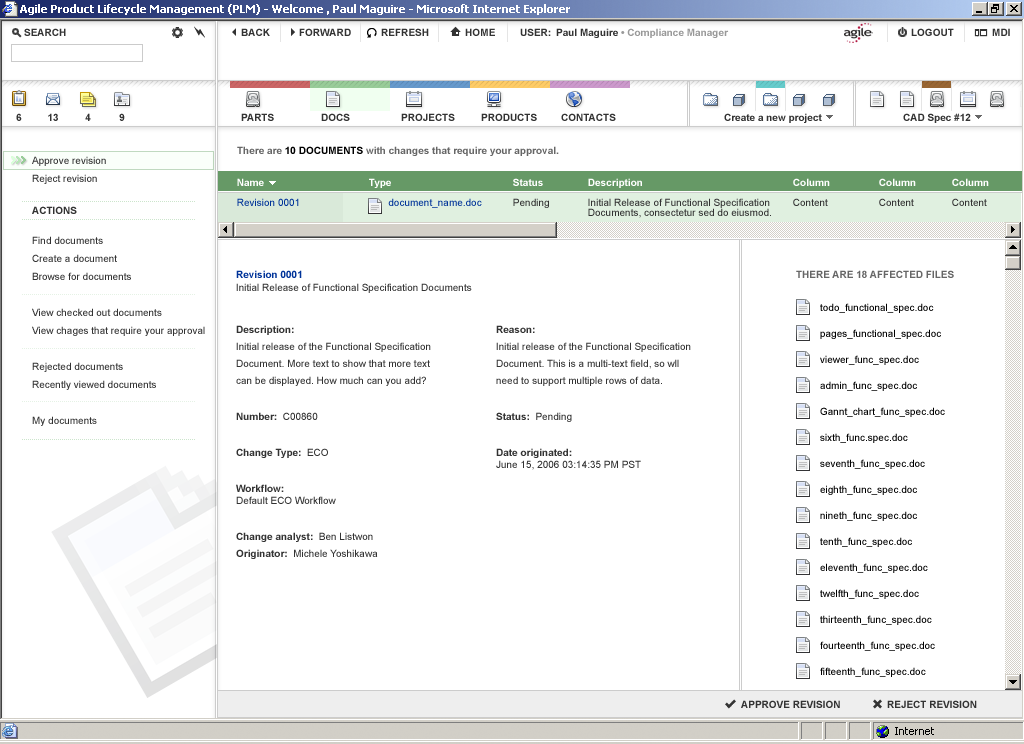 Agile Product Lifecycle Management (PLM) - Welcome , Paul Maguire - Microsoft Internet Explorer
SEARCH
BACK FORWARD REFRESH HOME USER: Paul Maguire • Compliance Manager agile LOGOUT MDI
6 13 4 9
PARTS DOCS PROJECTS PRODUCTS CONTACTS Create a new project CAD Spec #12
Approve revision
Reject revision
ACTIONS
Find documents
Create a document
Browse for documents
View checked out documents
View chages that require your approval
Rejected documents
Recently viewed documents
My documents
There are 10 DOCUMENTS with changes that require your approval.
Name Type Status Description Column Column Column
Revision 0001 document_name.doc Pending Initial Release of Functional Specification Content Content Content
Documents, consectetur sed do eiusmod.
Revision 0001
Initial Release of Functional Specification Documents
Description:
Initial release of the Functional Specification
Document. More text to show that more text
can be displayed. How much can you add?
Reason:
Initial release of the Functional Specification
Document. This is a multi-text field, so wll
need to support multiple rows of data.
Number: C00860
Status: Pending
Change Type: ECO
Date originated:
June 15, 2006 03:14:35 PM PST
Workflow:
Default ECO Workflow
Change analyst: Ben Listwon
Originator: Michele Yoshikawa
THERE ARE 18 AFFECTED FILES
todo_functional_spec.doc
pages_functional_spec.doc
viewer_func_spec.doc
admin_func_spec.doc
Gannt_chart_func_spec.doc
sixth_func.spec.doc
seventh_func_spec.doc
eighth_func_spec.doc
nineth_func_spec.doc
tenth_func_spec.doc
eleventh_func_spec.doc
twelfth_func_spec.doc
thirteenth_func_spec.doc
fourteenth_func_spec.doc
fifteenth_func_spec.doc
APPROVE REVISION REJECT REVISION
Internet